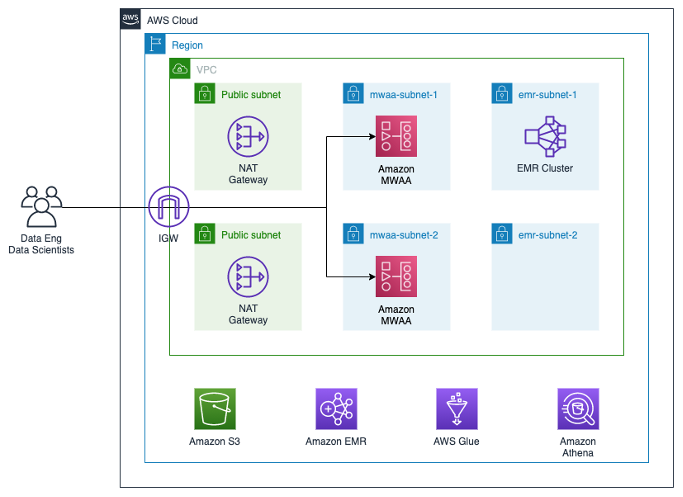 aws
AWS Cloud
Region
VPC
Public subnet
mwaa-subnet-1
emr-subnet-1
NAT
Gateway
Amazon
MWAA
EMR Cluster
Data Eng
Data Scientists
IGW
Public subnet
mwaa-subnet-2
emr-subnet-2
NAT
Gateway
Amazon
MWAA
Amazon S3
Amazon EMR
AWS Glue
Amazon
Athena